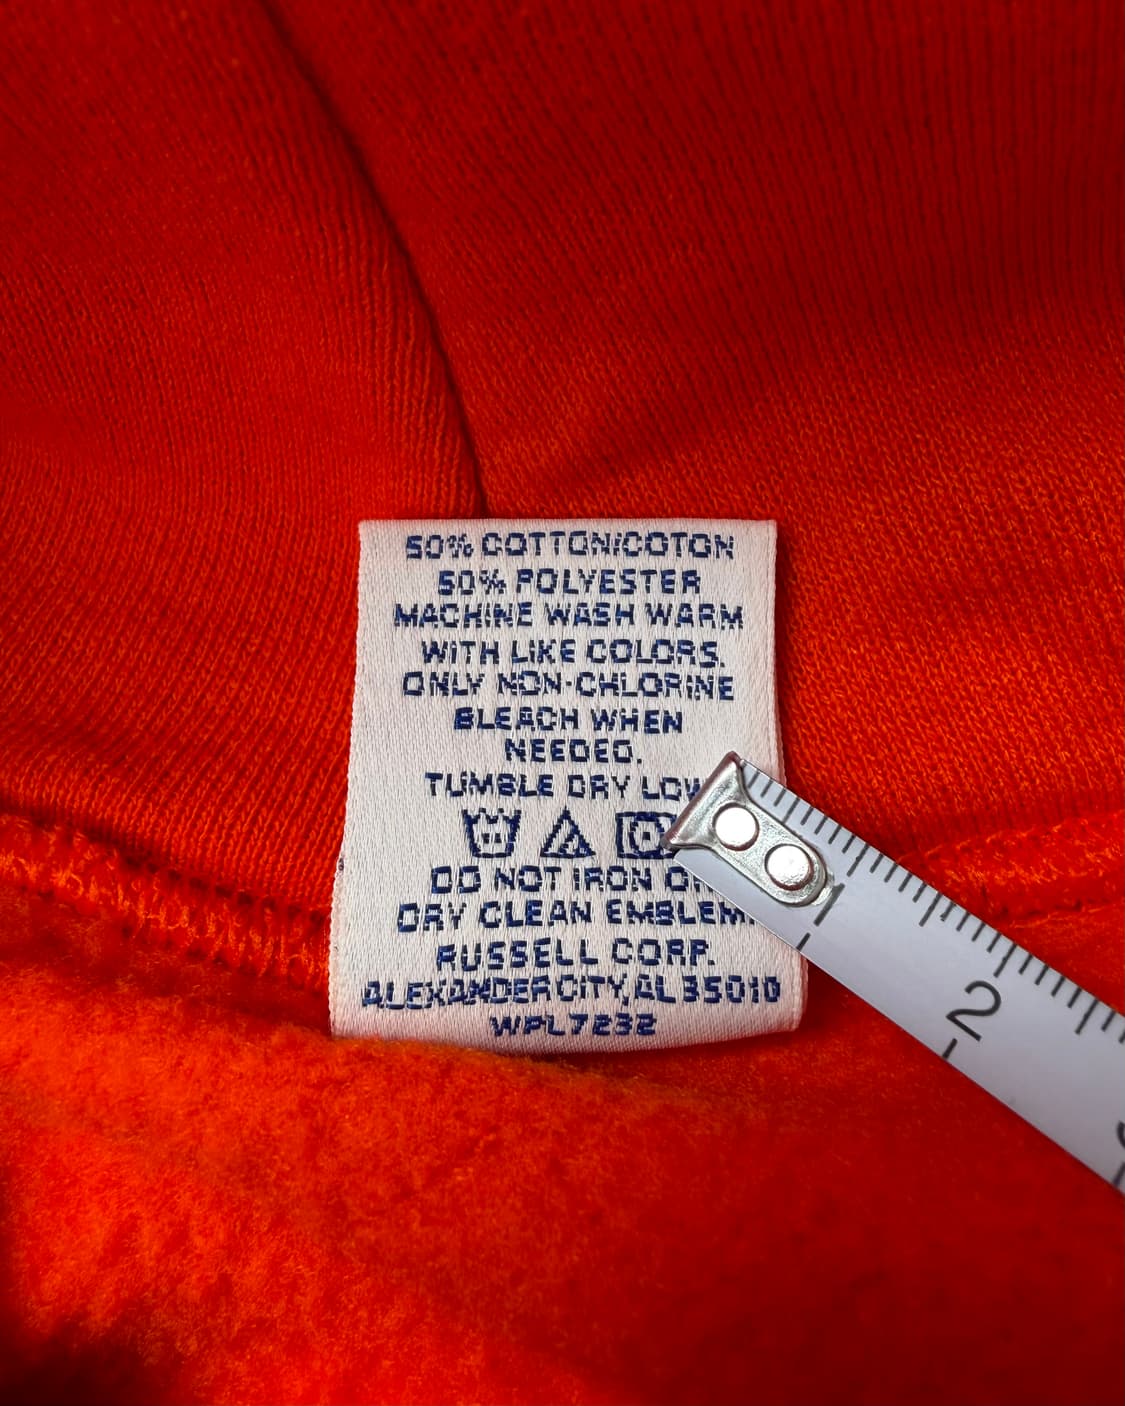 50% COTTON/COTON
50% POLYESTER
MACHINE WASH WARM
WITH LIKE COLORS.
ONLY NON-CHLORINE
BLEACH WHEN
NEEDED.
TUMBLE DRY LOW
DO NOT IRON OR
DRY CLEAN EMBLEM.
RUSSELL CORP.
ALEXANDER CITY, AL 35010
WPL7232
2